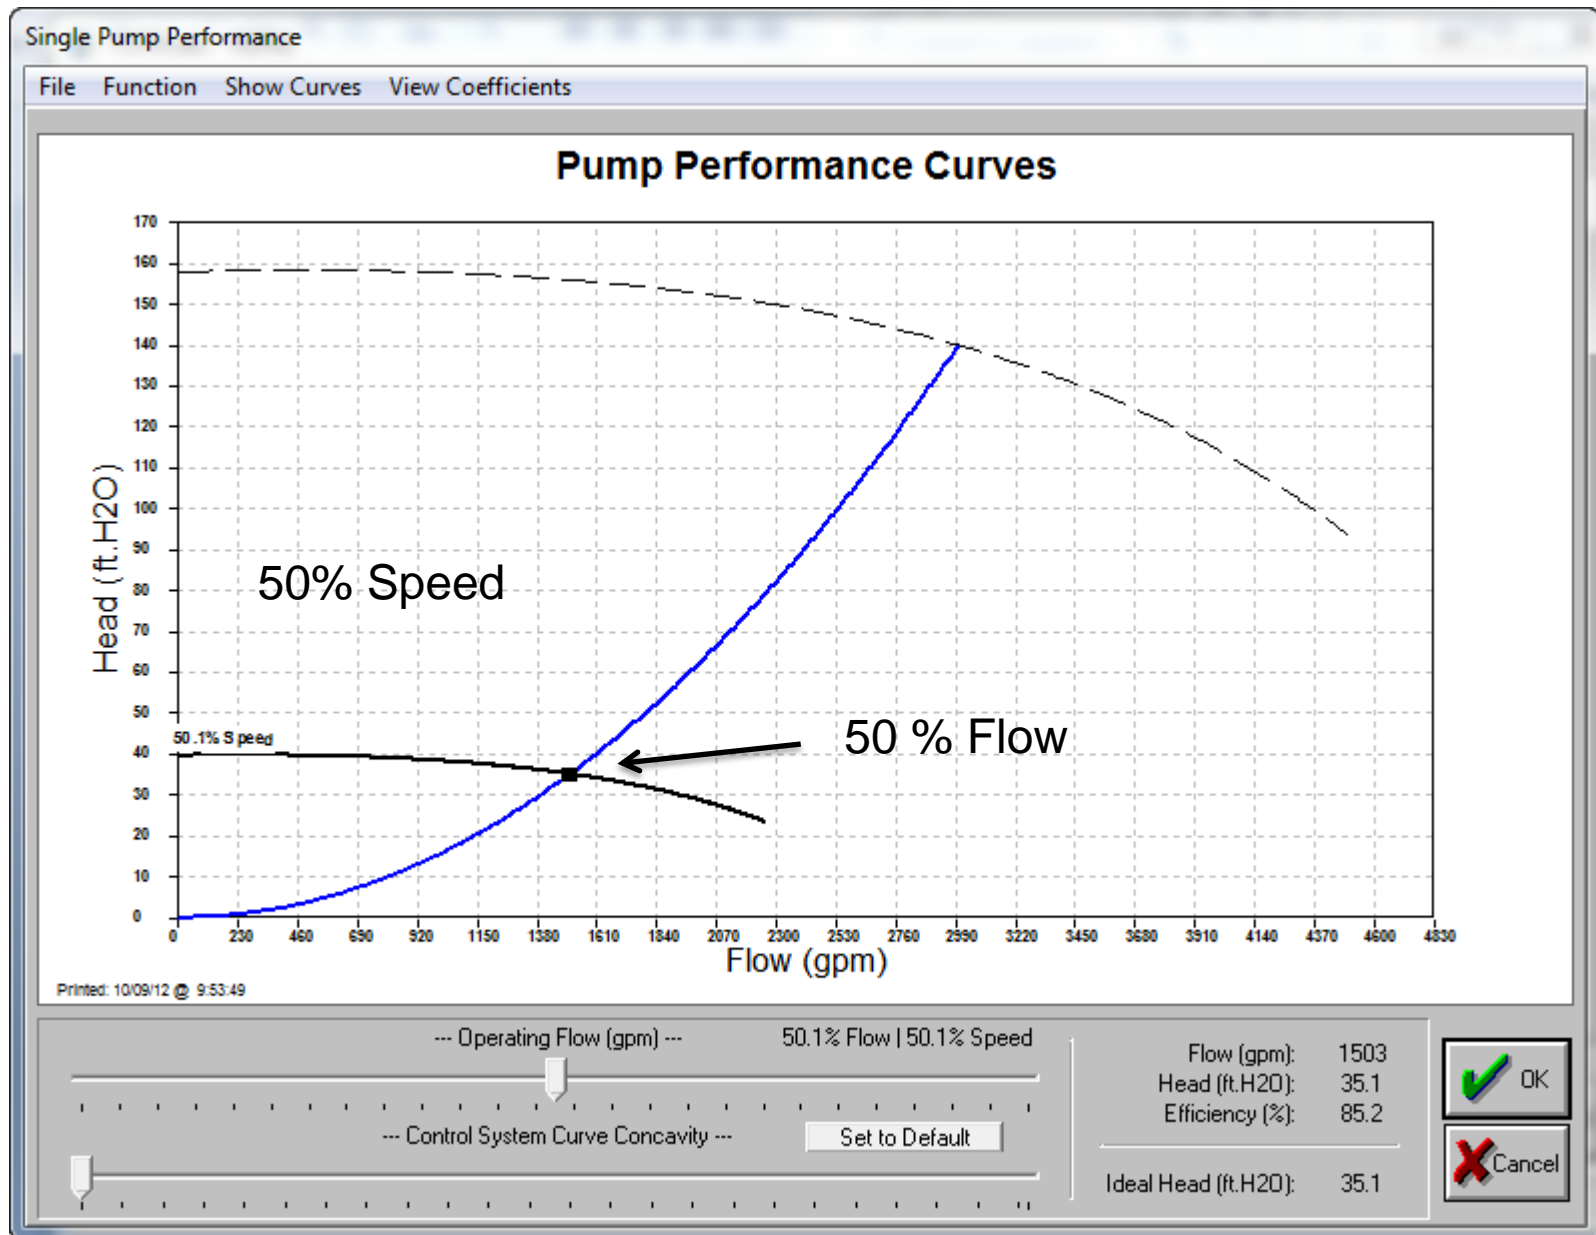 Single Pump Performance
File Function Show Curves View Coefficients
Pump Performance Curves
170
160
150
140
130
120
110
100
90
80
70
60
50
40
30
20
10
0
Head (ft.H2O)
50% Speed
50 % Flow
50.1% Speed
0 230 460 690 920 1150 1380 1610 1840 2070 2300 2530 2760 2990 3220 3450 3680 3910 4140 4370 4600 4830
Flow (gpm)
Printed: 10/09/12 @ 9:53:49
--- Operating Flow (gpm) --- 50.1% Flow | 50.1% Speed
--- Control System Curve Concavity --- Set to Default
Flow (gpm): 1503
Head (ft.H2O): 35.1
Efficiency (%): 85.2
Ideal Head (ft.H2O): 35.1
OK
Cancel